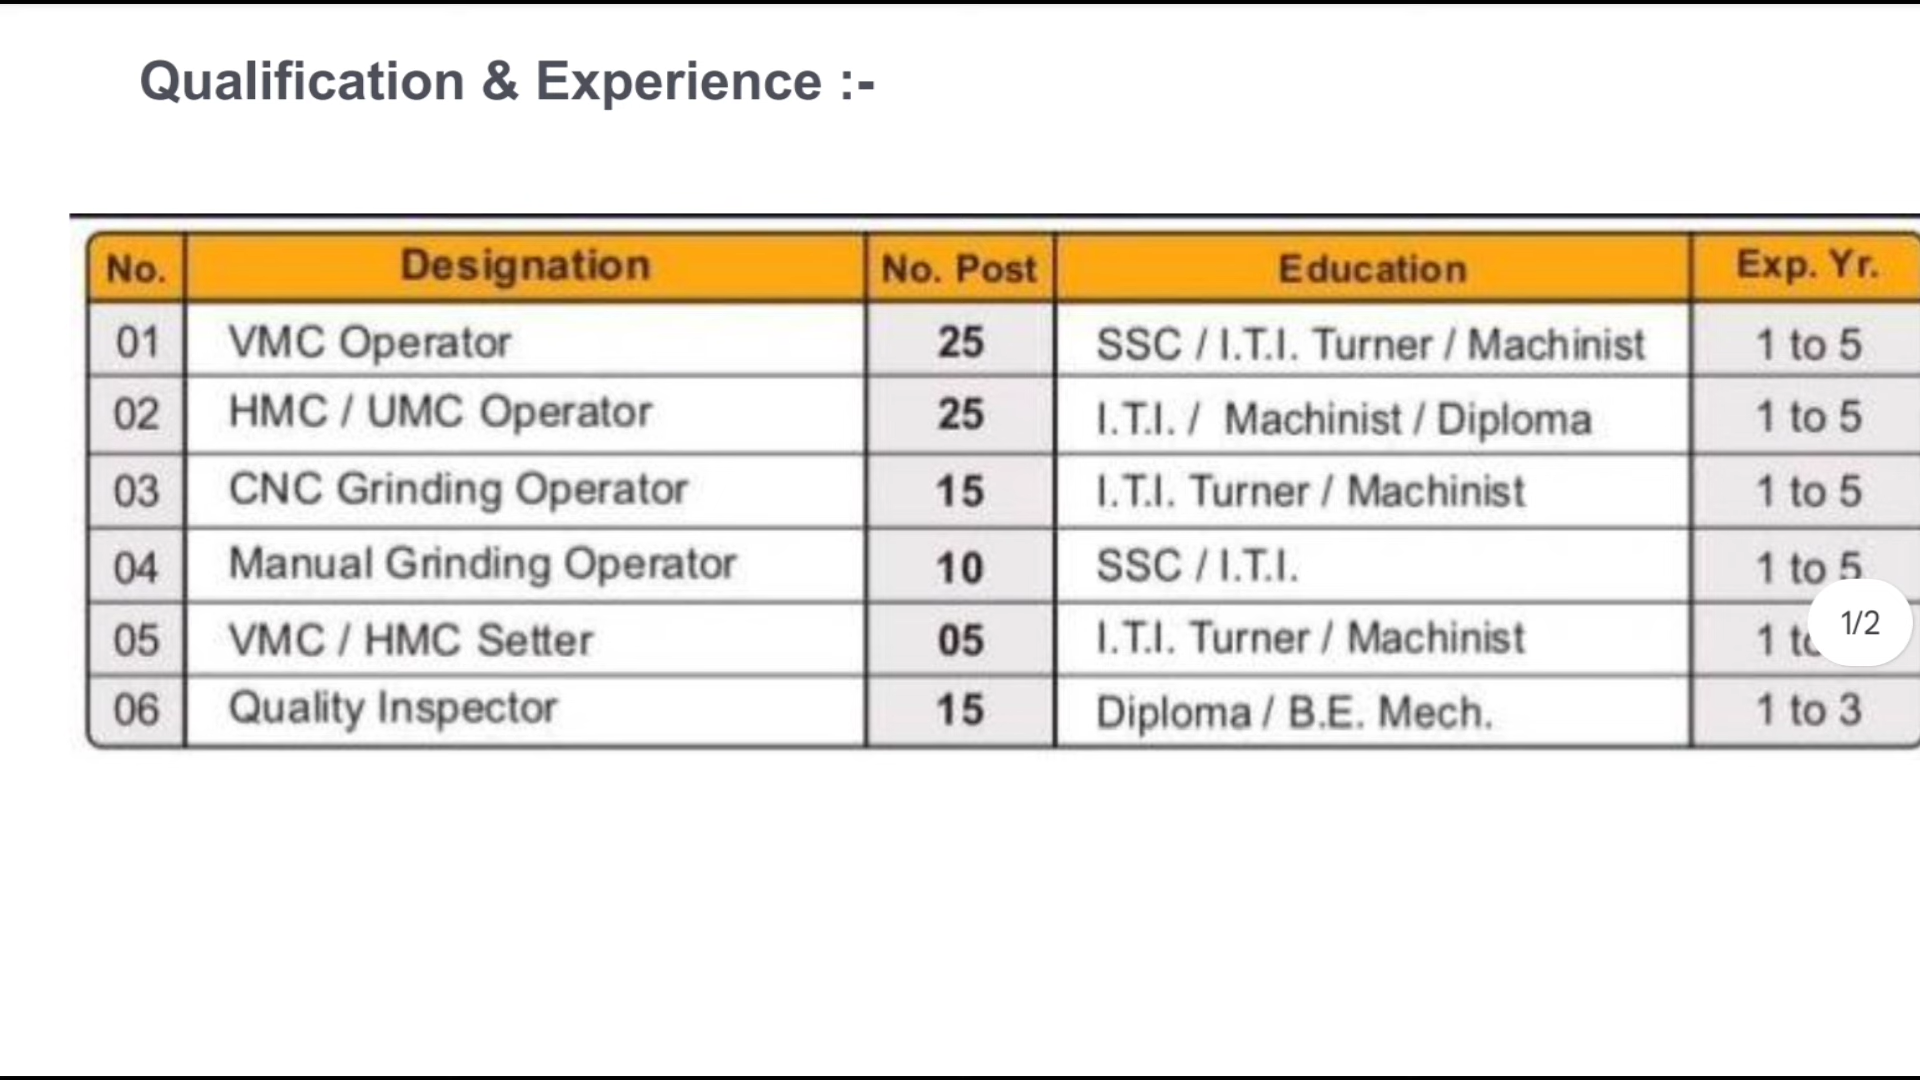 Qualification & Experience :-
No. Designation No. Post Education Exp. Yr.
01 VMC Operator 25 SSC / I.T.I. Turner / Machinist 1 to 5
02 HMC / UMC Operator 25 I.T.I. / Machinist / Diploma 1 to 5
03 CNC Grinding Operator 15 I.T.I. Turner / Machinist 1 to 5
04 Manual Grinding Operator 10 SSC / I.T.I. 1 to 5
05 VMC / HMC Setter 05 I.T.I. Turner / Machinist 1
1/2
06 Quality Inspector 15 Diploma / B.E. Mech. 1 to 3